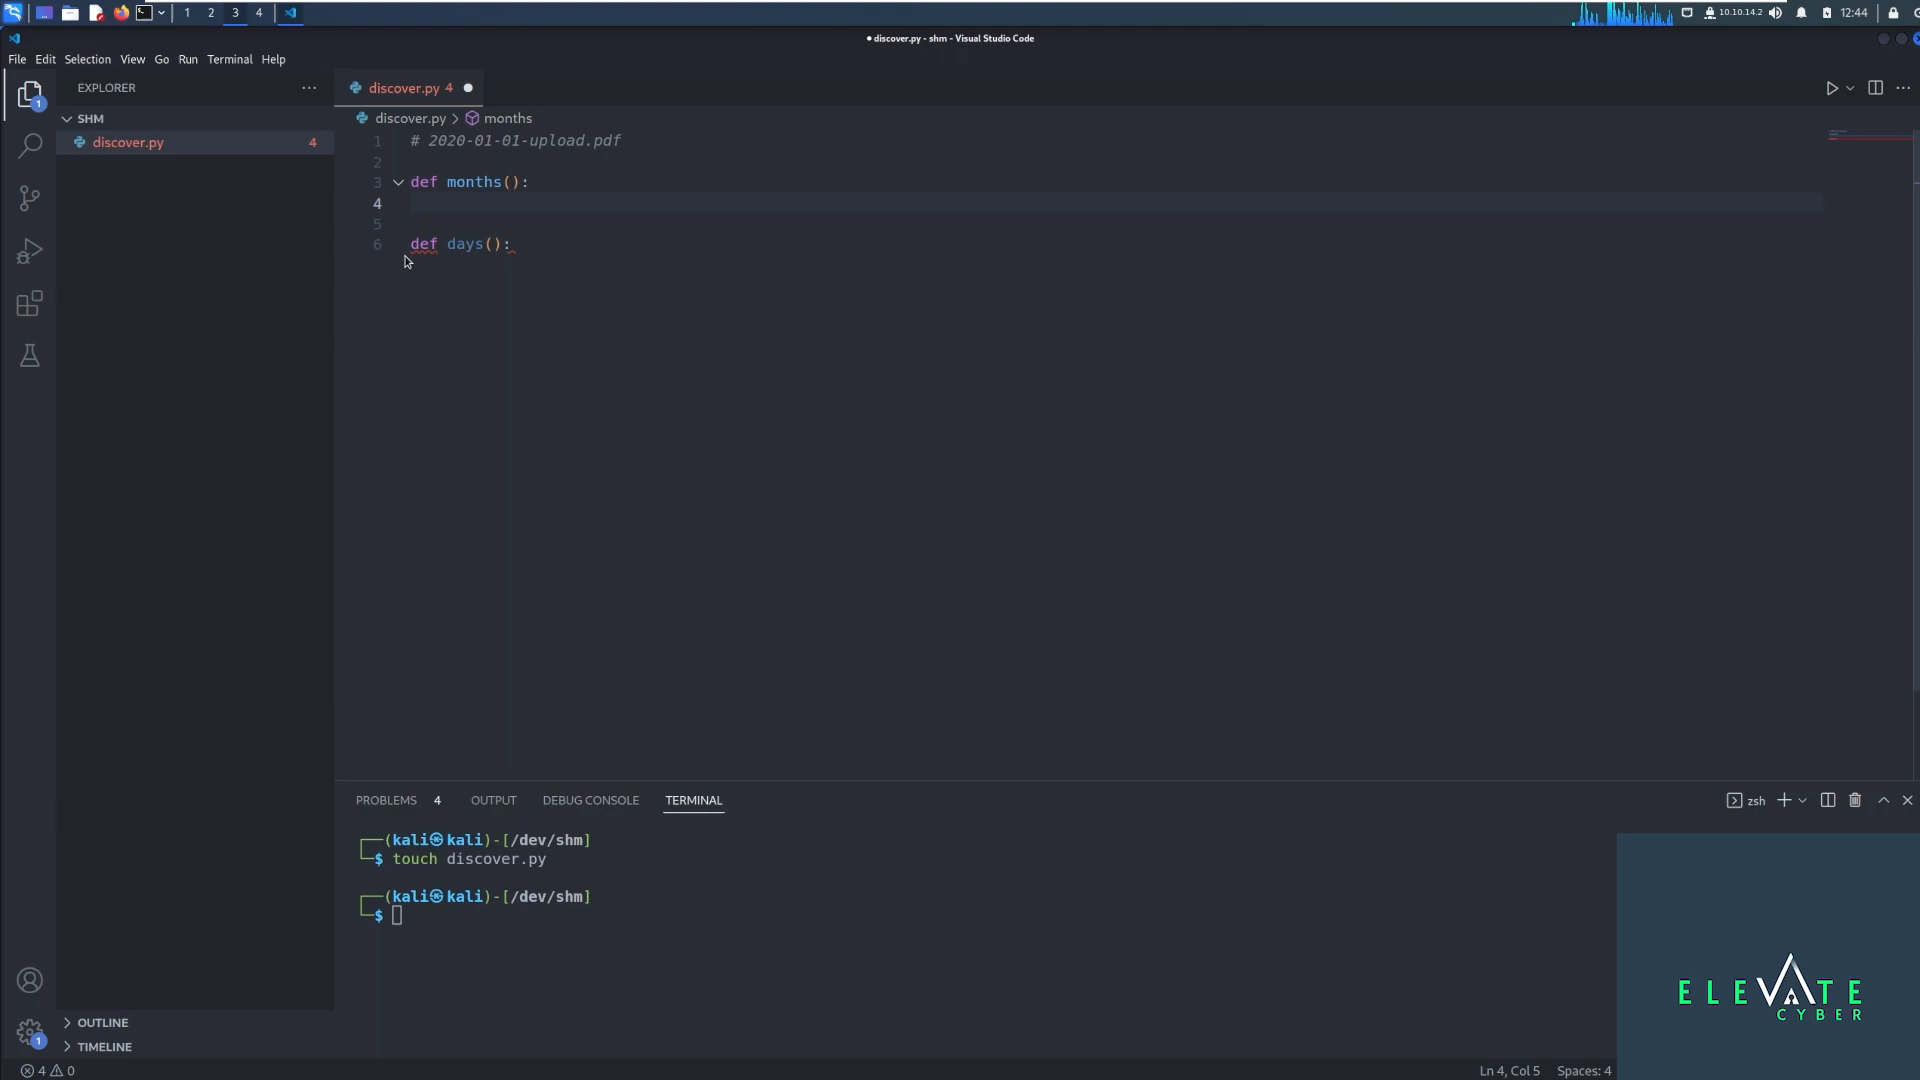 1 2 3 4
10.10.14.2 12:44
● discover.py - shm - Visual Studio Code
File Edit Selection View Go Run Terminal Help
EXPLORER ···
discover.py 4 ●
SHM
discover.py 4
discover.py > months
1 # 2020-01-01-upload.pdf
2
3 def months():
4
5
6 def days():
PROBLEMS 4 OUTPUT DEBUG CONSOLE TERMINAL
zsh
┌──(kali㉿kali)-[/dev/shm]
└─$ touch discover.py
┌──(kali㉿kali)-[/dev/shm]
└─$
1
1
OUTLINE
TIMELINE
4 0
Ln 4, Col 5 Spaces: 4
ELEVATE
CYBER